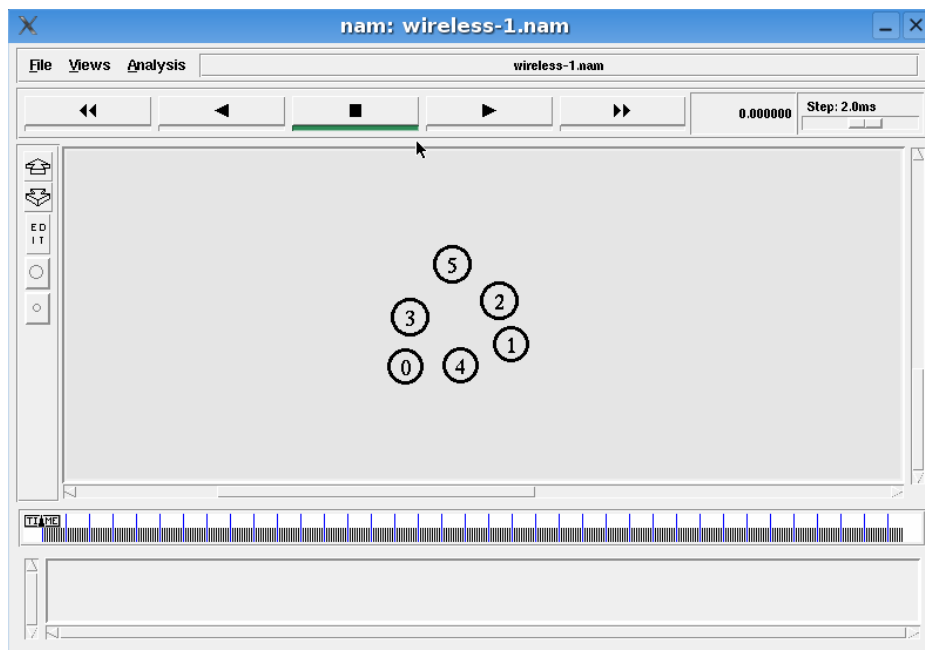 nam: wireless-1.nam
File Views Analysis wireless-1.nam
0.000000 Step: 2.0ms
ED
IT
5
2
3
1
0 4
TIME